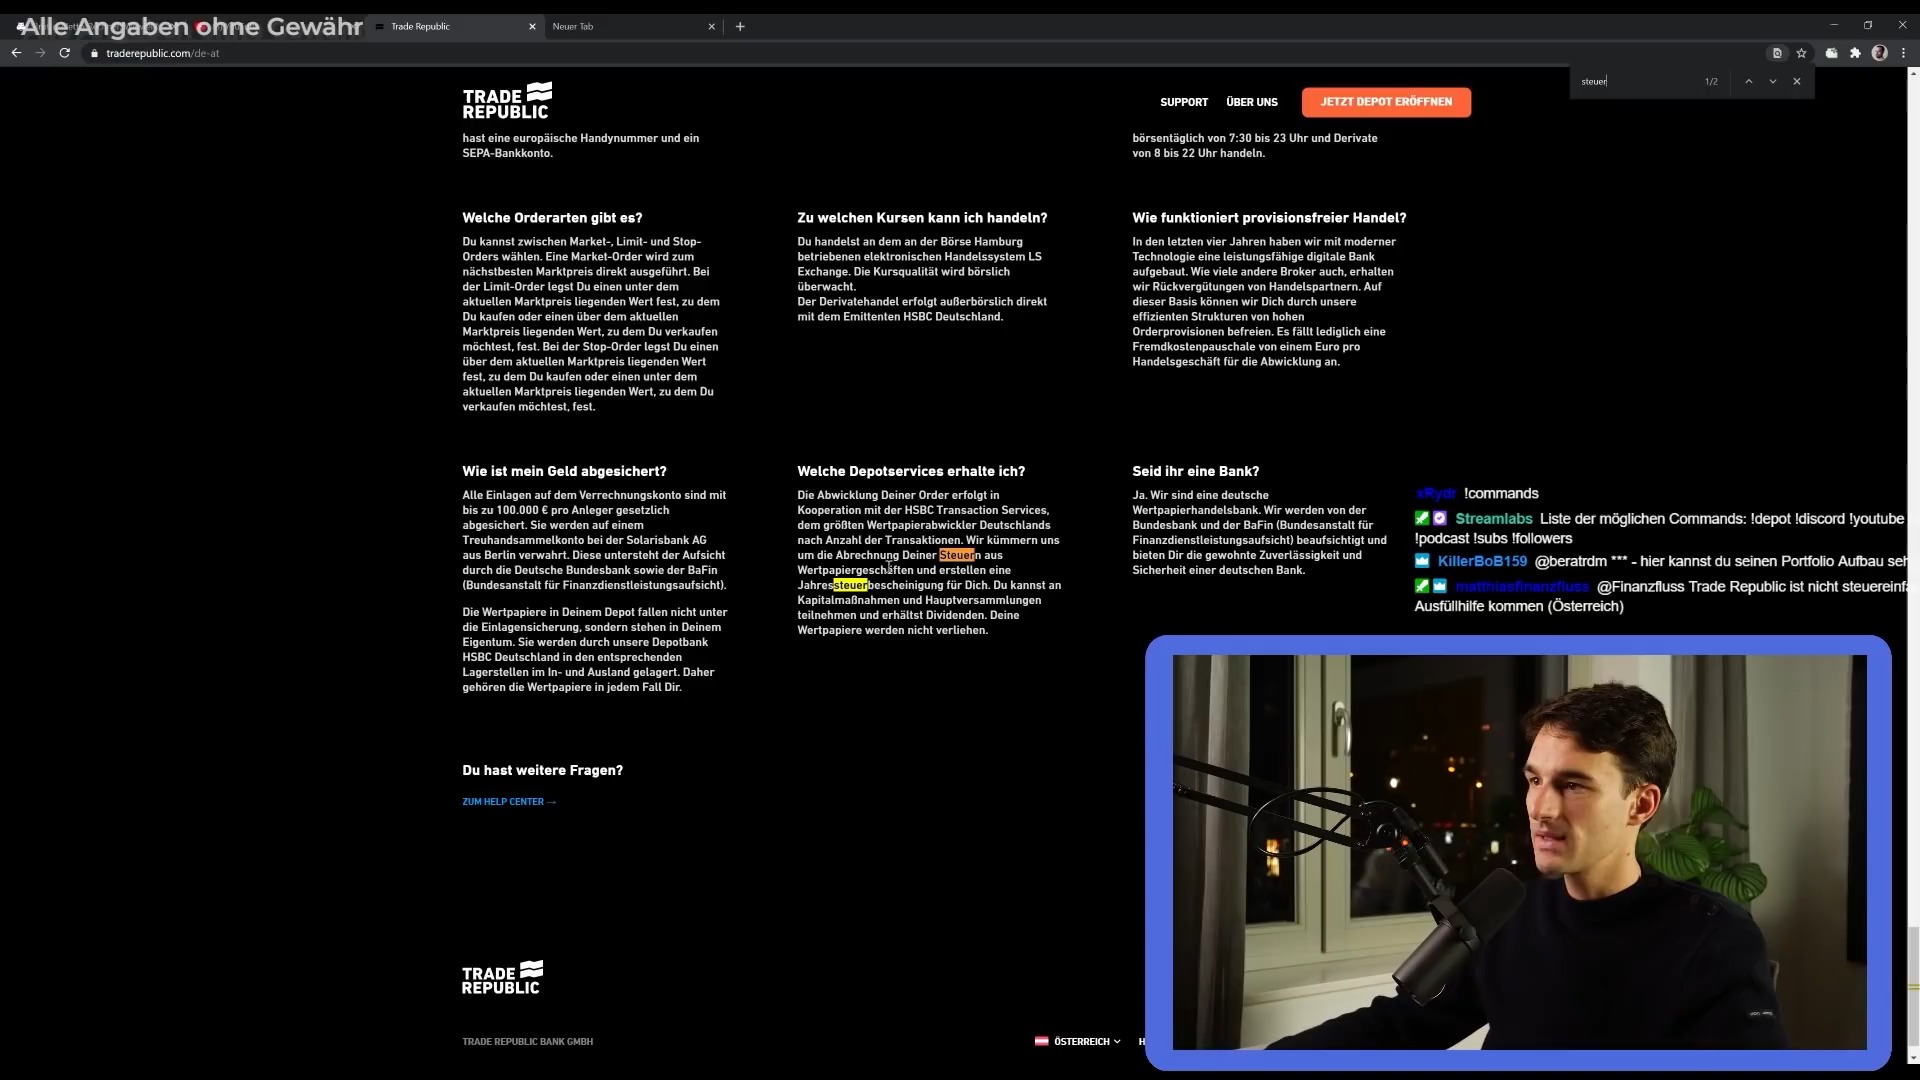 Alle Angaben ohne Gewähr
Trade Republic
Neuer Tab
traderepublic.com/de-at
steuer
1/2
TRADE
REPUBLIC
SUPPORT
ÜBER UNS
JETZT DEPOT ERÖFFNEN
hast eine europäische Handynummer und ein
SEPA-Bankkonto.
börsentäglich von 7:30 bis 23 Uhr und Derivate
von 8 bis 22 Uhr handeln.
Welche Orderarten gibt es?
Du kannst zwischen Market-, Limit- und Stop-
Orders wählen. Eine Market-Order wird zum
nächstbesten Marktpreis direkt ausgeführt. Bei
der Limit-Order legst Du einen unter dem
aktuellen Marktpreis liegenden Wert fest, zu dem
Du kaufen oder einen über dem aktuellen
Marktpreis liegenden Wert, zu dem Du verkaufen
möchtest, fest. Bei der Stop-Order legst Du einen
über dem aktuellen Marktpreis liegenden Wert
fest, zu dem Du kaufen oder einen unter dem
aktuellen Marktpreis liegenden Wert, zu dem Du
verkaufen möchtest, fest.
Zu welchen Kursen kann ich handeln?
Du handelst an dem an der Börse Hamburg
betriebenen elektronischen Handelssystem LS
Exchange. Die Kursqualität wird börslich
überwacht.
Der Derivatehandel erfolgt außerbörslich direkt
mit dem Emittenten HSBC Deutschland.
Wie funktioniert provisionsfreier Handel?
In den letzten vier Jahren haben wir mit moderner
Technologie eine leistungsfähige digitale Bank
aufgebaut. Wie viele andere Broker auch, erhalten
wir Rückvergütungen von Handelspartnern. Auf
dieser Basis können wir Dich durch unsere
effizienten Strukturen von hohen
Orderprovisionen befreien. Es fällt lediglich eine
Fremdkostenpauschale von einem Euro pro
Handelsgeschäft für die Abwicklung an.
Wie ist mein Geld abgesichert?
Alle Einlagen auf dem Verrechnungskonto sind mit
bis zu 100.000 € pro Anleger gesetzlich
abgesichert. Sie werden auf einem
Treuhandsammelkonto bei der Solarisbank AG
aus Berlin verwahrt. Diese untersteht der Aufsicht
durch die Deutsche Bundesbank sowie der BaFin
(Bundesanstalt für Finanzdienstleistungsaufsicht).
Die Wertpapiere in Deinem Depot fallen nicht unter
die Einlagensicherung, sondern stehen in Deinem
Eigentum. Sie werden durch unsere Depotbank
HSBC Deutschland in den entsprechenden
Lagerstellen im In- und Ausland gelagert. Daher
gehören die Wertpapiere in jedem Fall Dir.
Welche Depotservices erhalte ich?
Die Abwicklung Deiner Order erfolgt in
Kooperation mit der HSBC Transaction Services,
dem größten Wertpapierabwickler Deutschlands
nach Anzahl der Transaktionen. Wir kümmern uns
um die Abrechnung Deiner Steuern aus
Wertpapiergeschäften und erstellen eine
Jahressteuerbescheinigung für Dich. Du kannst an
Kapitalmaßnahmen und Hauptversammlungen
teilnehmen und erhältst Dividenden. Deine
Wertpapiere werden nicht verliehen.
Seid ihr eine Bank?
Ja. Wir sind eine deutsche
Wertpapierhandelsbank. Wir werden von der
Bundesbank und der BaFin (Bundesanstalt für
Finanzdienstleistungsaufsicht) beaufsichtigt und
bieten Dir die gewohnte Zuverlässigkeit und
Sicherheit einer deutschen Bank.
xRydr !commands
Streamlabs Liste der möglichen Commands: !depot !discord !youtube
!podcast !subs !followers
KillerBoB159 @beratrdm *** - hier kannst du seinen Portfolio Aufbau seh
matthiasfinanzfluss @Finanzfluss Trade Republic ist nicht steuereinfa
Ausfüllhilfe kommen (Österreich)
Du hast weitere Fragen?
ZUM HELP CENTER →
TRADE
REPUBLIC
TRADE REPUBLIC BANK GMBH
ÖSTERREICH
H